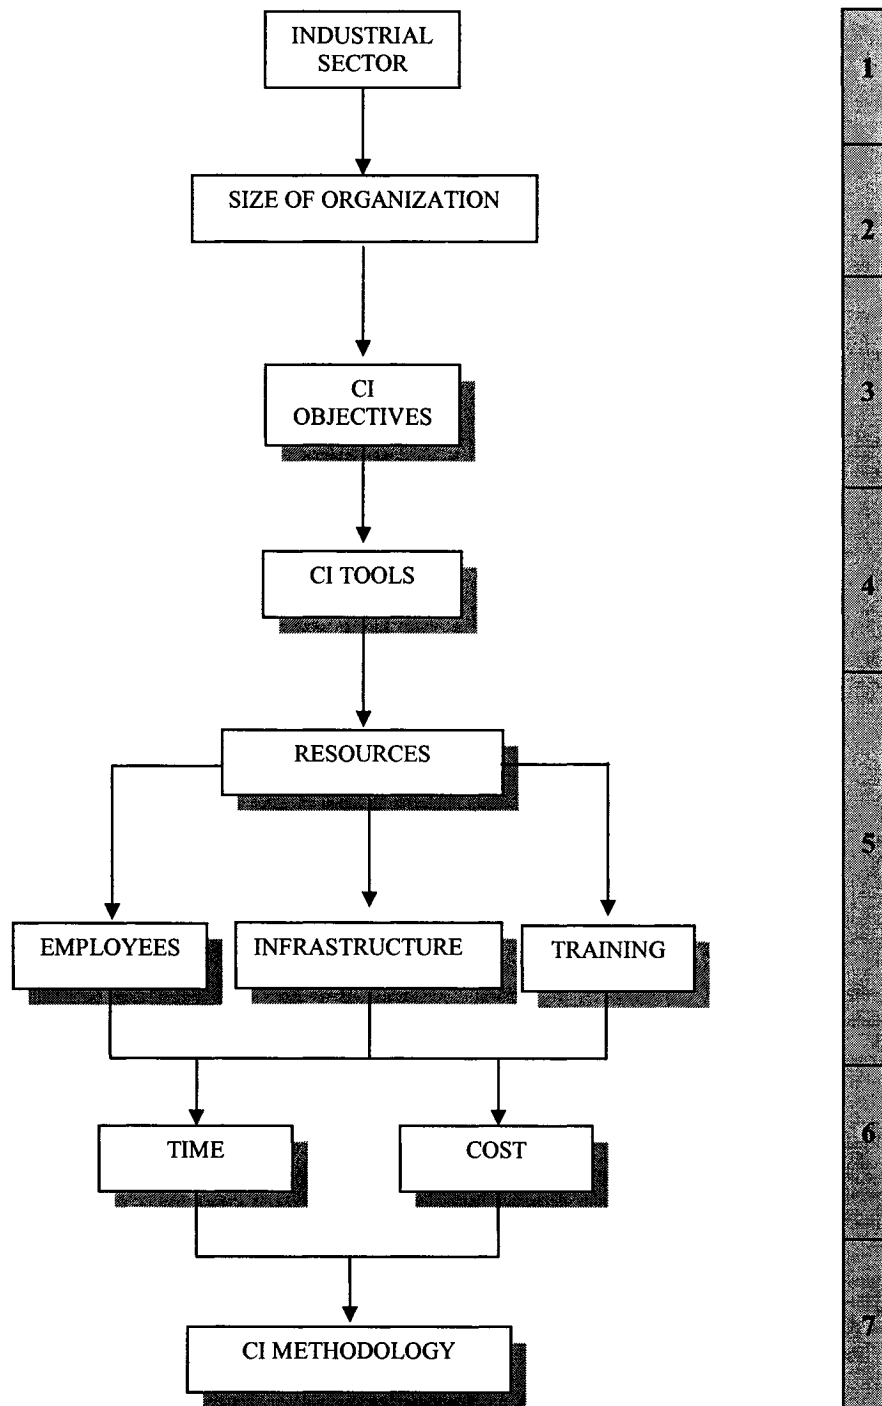 INDUSTRIAL
SECTOR
1
SIZE OF ORGANIZATION
2
CI
OBJECTIVES
3
CI TOOLS
4
RESOURCES
5
EMPLOYEES
INFRASTRUCTURE
TRAINING
TIME
COST
6
CI METHODOLOGY
7